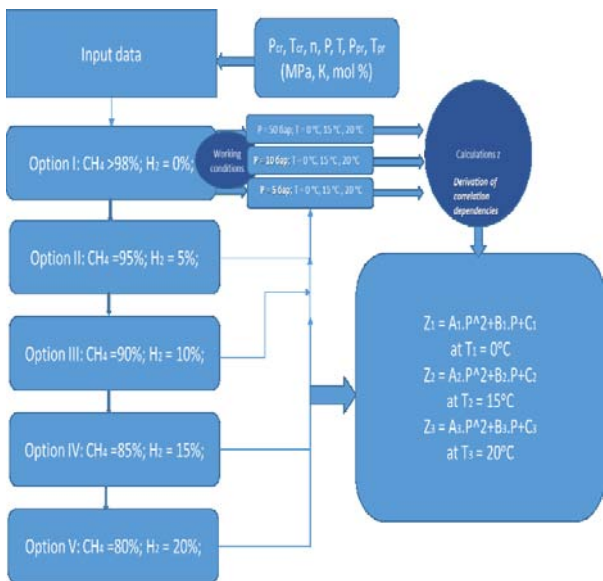 Input data
Pcr, Tcr, n, P, T, Ppr, Tpr
(MPa, K, mol %)
Option I: CH₄ >98%; H₂ = 0%;
Working
conditions
P = 50 бар; T = 0 °C, 15 °C, 20 °C
P = 10 бар; T = 0 °C, 15 °C, 20 °C
P = 5 бар; T = 0 °C, 15 °C, 20 °C
Calculations z
Derivation of
correlation
dependencies
Option II: CH₄ =95%; H₂ = 5%;
Option III: CH₄ =90%; H₂ = 10%;
Option IV: CH₄ =85%; H₂ = 15%;
Option V: CH₄ =80%; H₂ = 20%;
Z₁ = A₁.P^2+B₁.P+C₁
at T₁ = 0°C
Z₂ = A₂.P^2+B₂.P+C₂
at T₂ = 15°C
Z₃ = A₃.P^2+B₃.P+C₃
at T₃ = 20°C